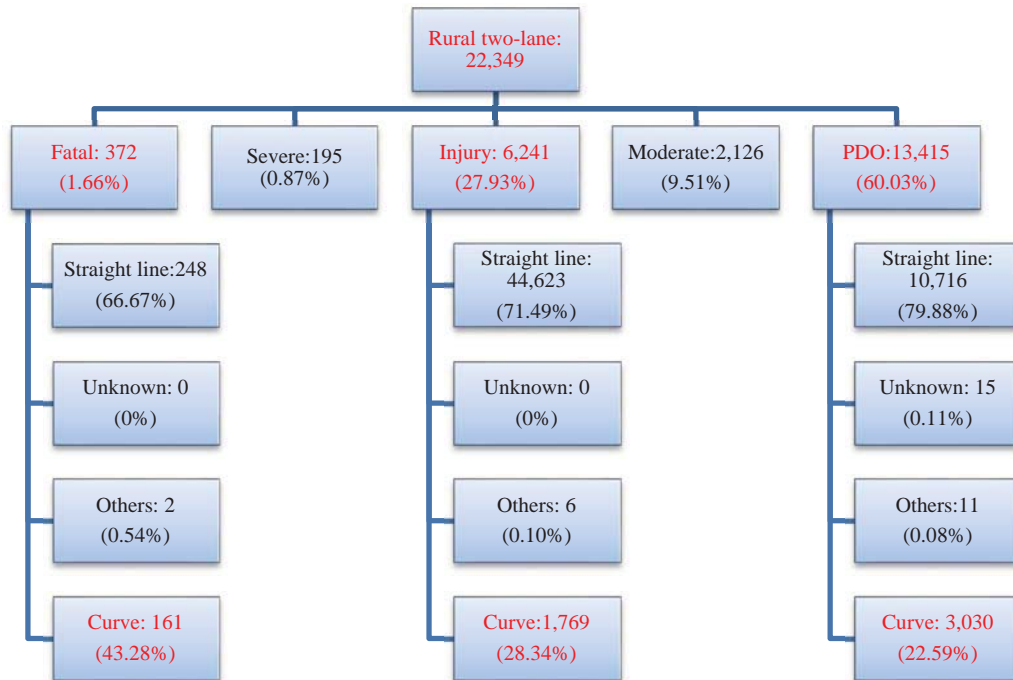 Rural two-lane:
22,349
Fatal: 372
(1.66%)
Severe:195
(0.87%)
Injury: 6,241
(27.93%)
Moderate:2,126
(9.51%)
PDO:13,415
(60.03%)
Straight line:248
(66.67%)
Straight line:
44,623
(71.49%)
Straight line:
10,716
(79.88%)
Unknown: 0
(0%)
Unknown: 0
(0%)
Unknown: 15
(0.11%)
Others: 2
(0.54%)
Others: 6
(0.10%)
Others:11
(0.08%)
Curve: 161
(43.28%)
Curve:1,769
(28.34%)
Curve: 3,030
(22.59%)